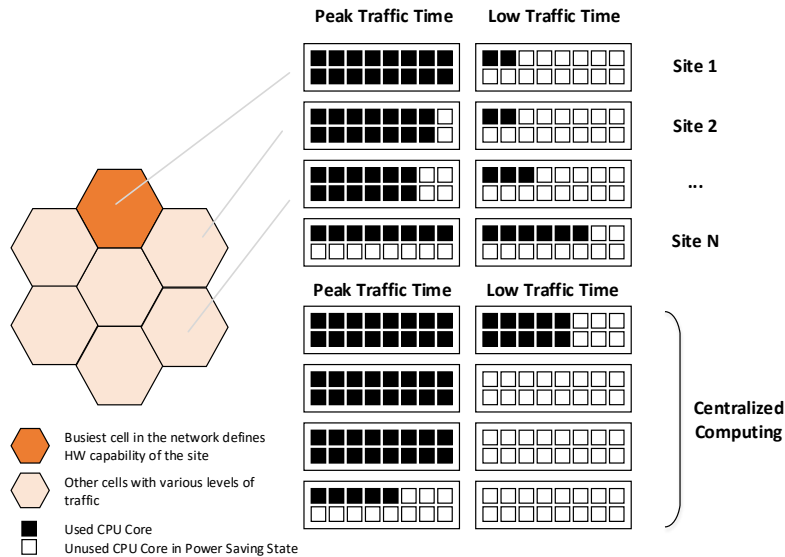 Peak Traffic Time Low Traffic Time
Site 1
Site 2
...
Site N
Peak Traffic Time Low Traffic Time
Centralized
Computing
Busiest cell in the network defines
HW capability of the site
Other cells with various levels of
traffic
Used CPU Core
Unused CPU Core in Power Saving State